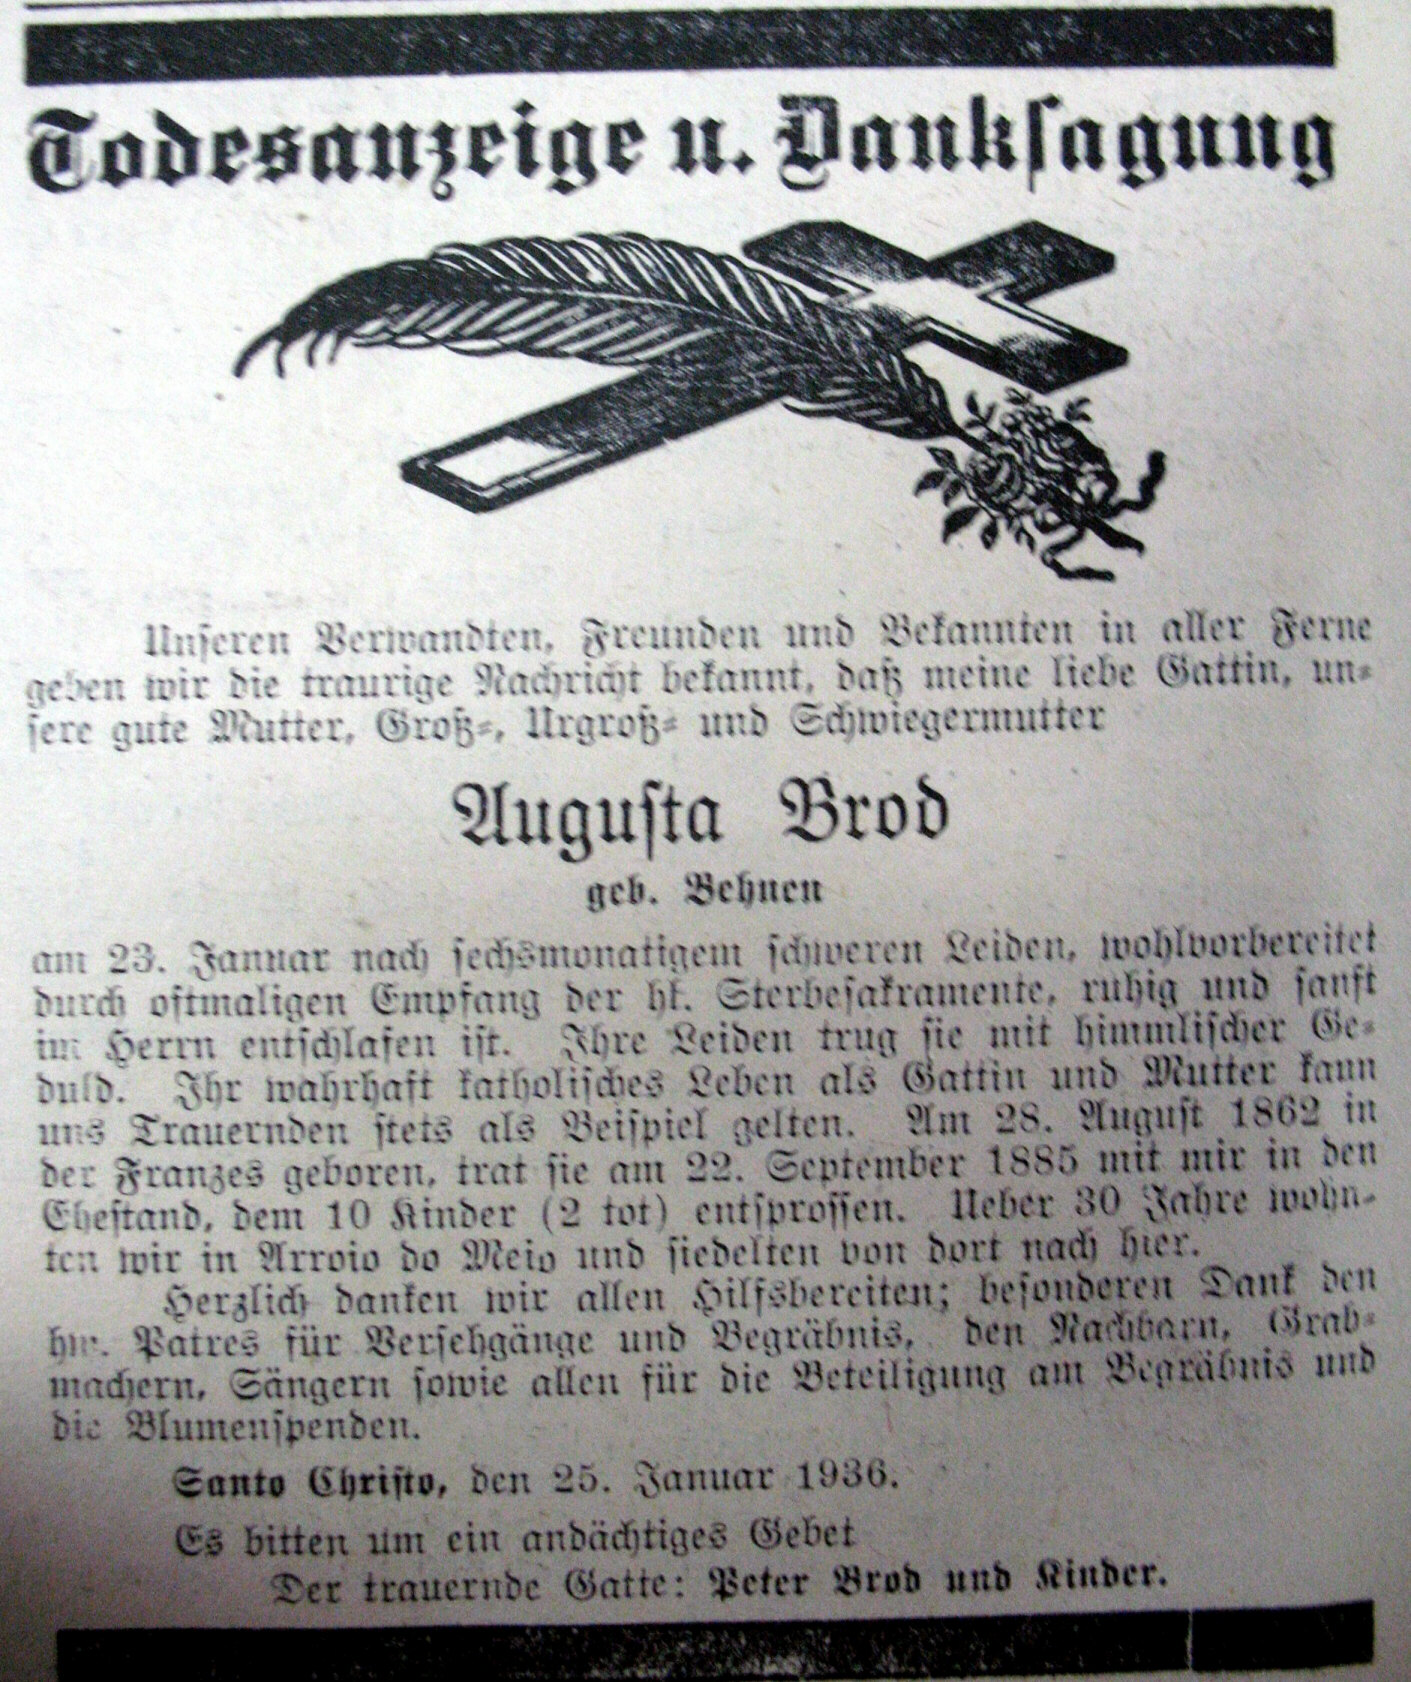 Todesanzeige u. Danksagung
Unseren Verwandten, Freunden und Bekannten in aller Ferne
geben wir die traurige Nachricht bekannt, daß meine liebe Gattin, un-
sere gute Mutter, Groß-, Urgroß- und Schwiegermutter
Augusta Brod
geb. Behnen
am 23. Januar nach sechsmonatigem schweren Leiden, wohlvorbereitet
durch oftmaligen Empfang der hl. Sterbesakramente, ruhig und sanft
im Herrn entschlafen ist. Ihre Leiden trug sie mit himmlischer Ge-
duld. Ihr wahrhaft katholisches Leben als Gattin und Mutter kann
uns Trauernden stets als Beispiel gelten. Am 28. August 1862 in
der Franzes geboren, trat sie am 22. September 1885 mit mir in den
Ehestand, dem 10 Kinder (2 tot) entsprossen. Ueber 30 Jahre wohn-
ten wir in Arroio do Meio und siedelten von dort nach hier.
Herzlich danken wir allen Hilfsbereiten; besonderen Dank den
hw. Patres für Versehgänge und Begräbnis, den Nachbarn, Grab-
machern, Sängern sowie allen für die Beteiligung am Begräbnis und
die Blumenspenden.
Santo Christo, den 25. Januar 1936.
Es bitten um ein andächtiges Gebet
Der trauernde Gatte: Peter Brod und Kinder.